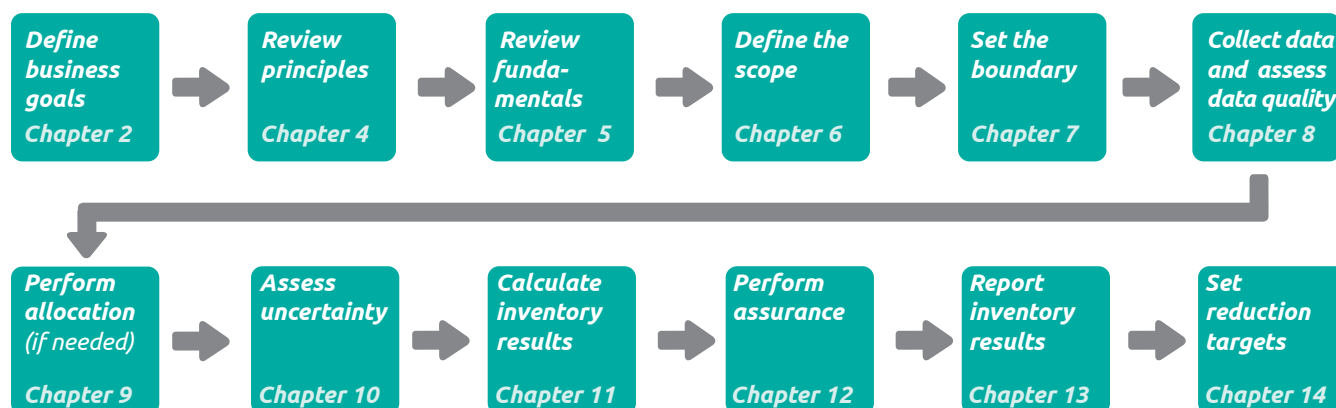 Define
business
goals
Chapter 2
Review
principles
Chapter 4
Review
funda-
mentals
Chapter 5
Define the
scope
Chapter 6
Set the
boundary
Chapter 7
Collect data
and assess
data quality
Chapter 8
Perform
allocation
(if needed)
Chapter 9
Assess
uncertainty
Chapter 10
Calculate
inventory
results
Chapter 11
Perform
assurance
Chapter 12
Report
inventory
results
Chapter 13
Set
reduction
targets
Chapter 14